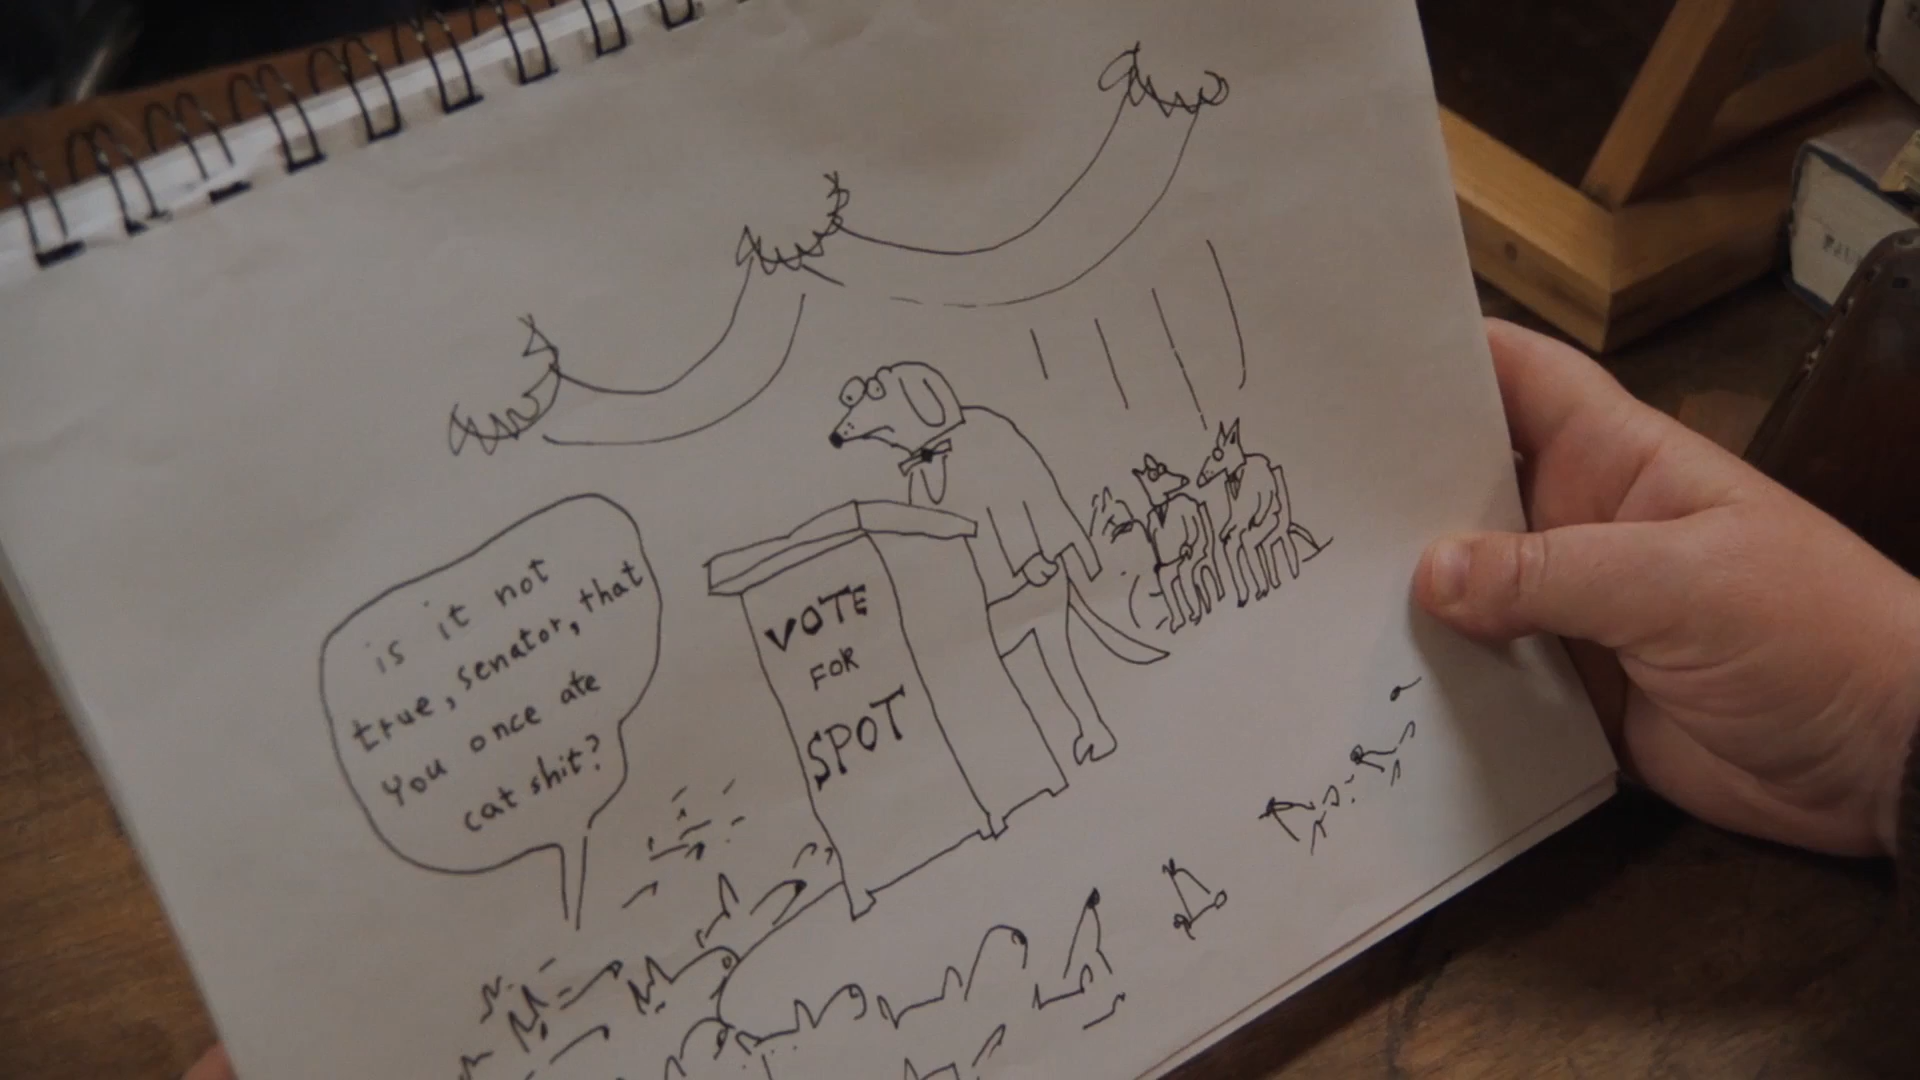 is it not
true, senator, that
you once ate
cat shit?
VOTE
FOR
SPOT